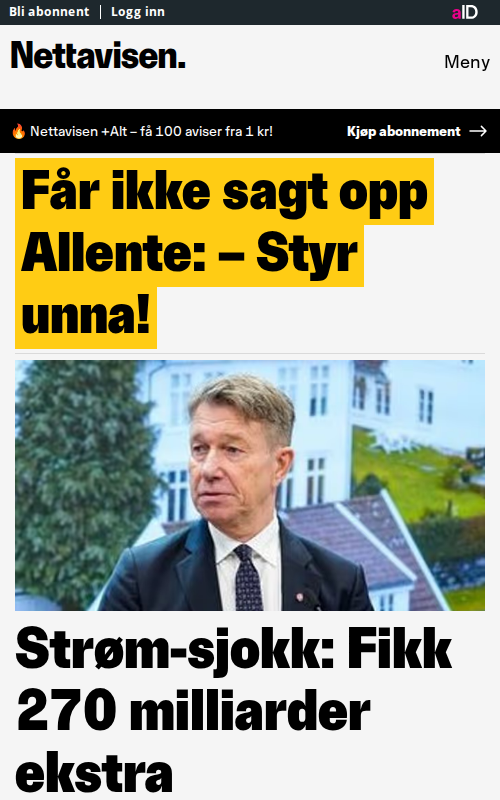 Bli abonnent
Logg inn
aID
Nettavisen.
Meny
🔥 Nettavisen +Alt – få 100 aviser fra 1 kr!
Kjøp abonnement →
Får ikke sagt opp
Allente: – Styr
unna!
Strøm-sjokk: Fikk
270 milliarder
ekstra